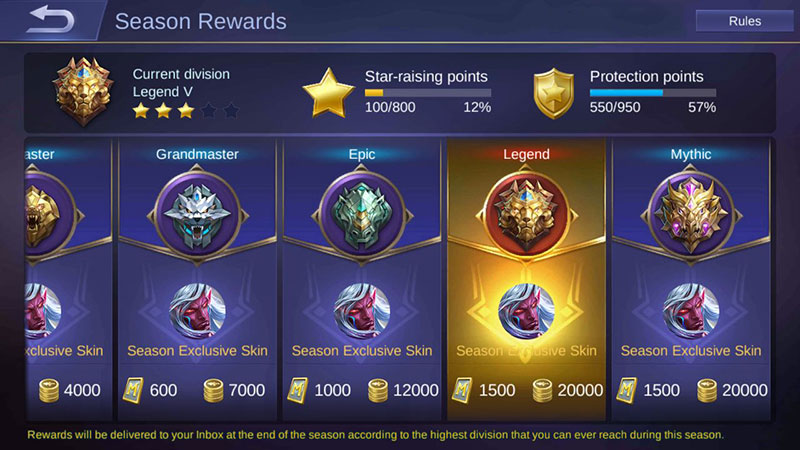 Season Rewards
Rules
Current division
Legend V
Star-raising points
100/800 12%
Protection points
550/950 57%
aster
Grandmaster
Epic
Legend
Mythic
xclusive Skin
Season Exclusive Skin
Season Exclusive Skin
Season Exclusive Skin
Season Exclusive Skin
4000
M 600 7000
M 1000 12000
M 1500 20000
M 1500 20000
Rewards will be delivered to your Inbox at the end of the season according to the highest division that you can ever reach during this season.